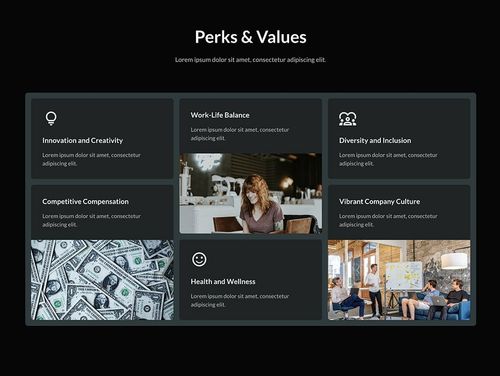 Perks & Values
Lorem ipsum dolor sit amet, consectetur adipiscing elit.
Innovation and Creativity
Lorem ipsum dolor sit amet, consectetur
adipiscing elit.
Work-Life Balance
Lorem ipsum dolor sit amet, consectetur
adipiscing elit.
Diversity and Inclusion
Lorem ipsum dolor sit amet, consectetur
adipiscing elit.
Competitive Compensation
Lorem ipsum dolor sit amet, consectetur
adipiscing elit.
Health and Wellness
Lorem ipsum dolor sit amet, consectetur
adipiscing elit.
Vibrant Company Culture
Lorem ipsum dolor sit amet, consectetur
adipiscing elit.